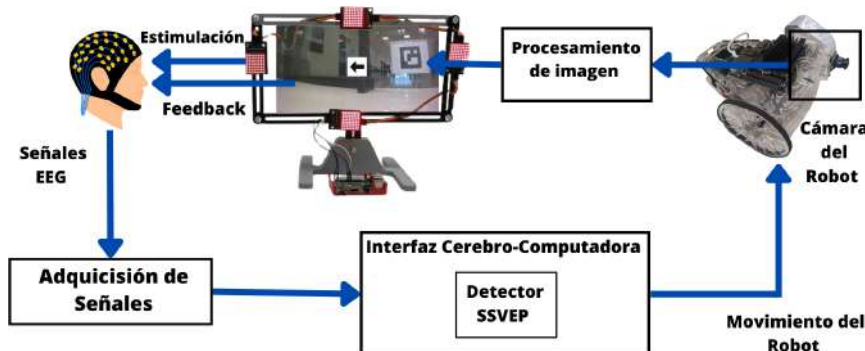 Estimulación
Feedback
Procesamiento
de imagen
Cámara
del
Robot
Señales
EEG
Adquicisión de
Señales
Interfaz Cerebro-Computadora
Detector
SSVEP
Movimiento del
Robot